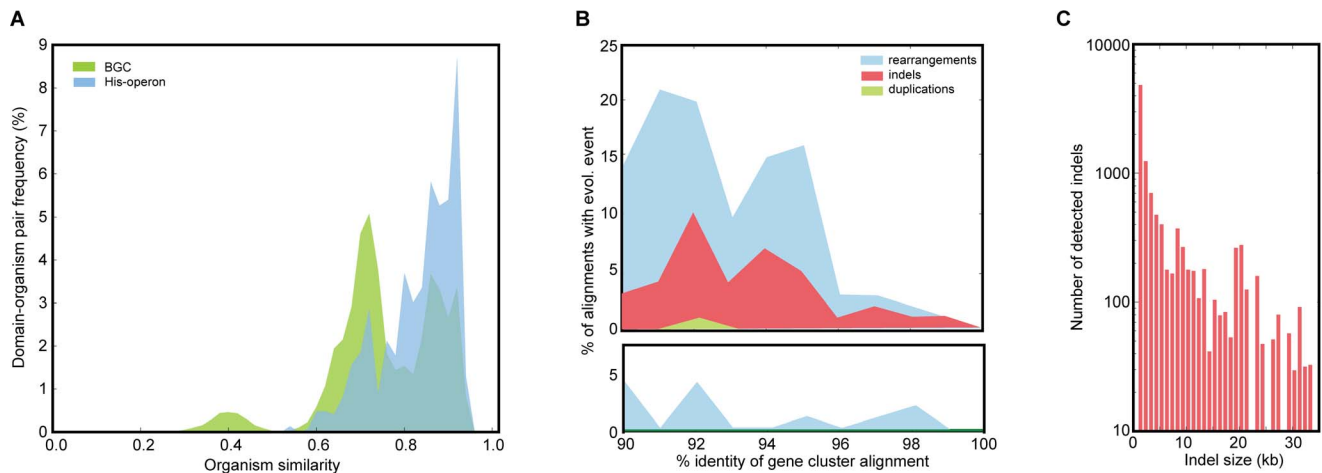 A
Domain-organism pair frequency (%)
9
8
7
6
5
4
3
2
1
0
BGC
His-operon
0.0 0.2 0.4 0.6 0.8 1.0
Organism similarity
B
% of alignments with evol. event
25
20
15
10
5
0
rearrangements
indels
duplications
5
0
90 92 94 96 98 100
% identity of gene cluster alignment
C
Number of detected indels
10000
1000
100
10
0 10 20 30
Indel size (kb)